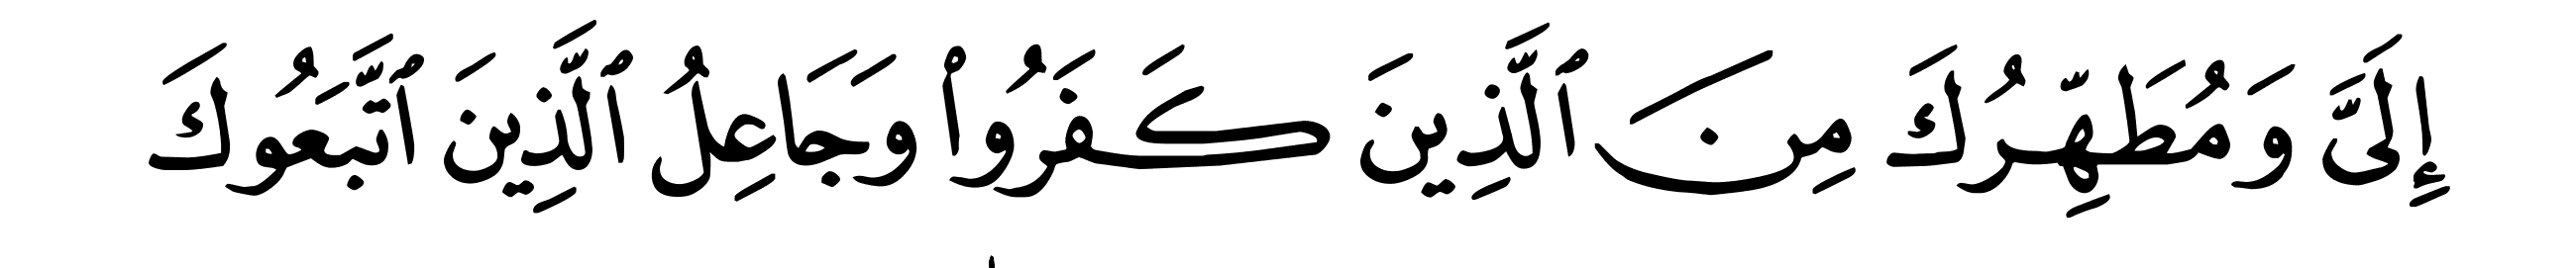 إِلَىَّ وَمُطَهِّرُكَ مِنَ ٱلَّذِينَ كَفَرُوا۟ وَجَاعِلُ ٱلَّذِينَ ٱتَّبَعُوكَ